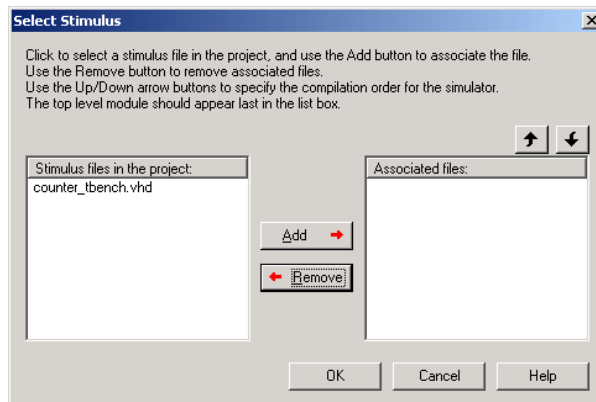 Select Stimulus
Click to select a stimulus file in the project, and use the Add button to associate the file.
Use the Remove button to remove associated files.
Use the Up/Down arrow buttons to specify the compilation order for the simulator.
The top level module should appear last in the list box.
Stimulus files in the project:
Associated files:
counter_tbench.vhd
Add
Remove
OK
Cancel
Help